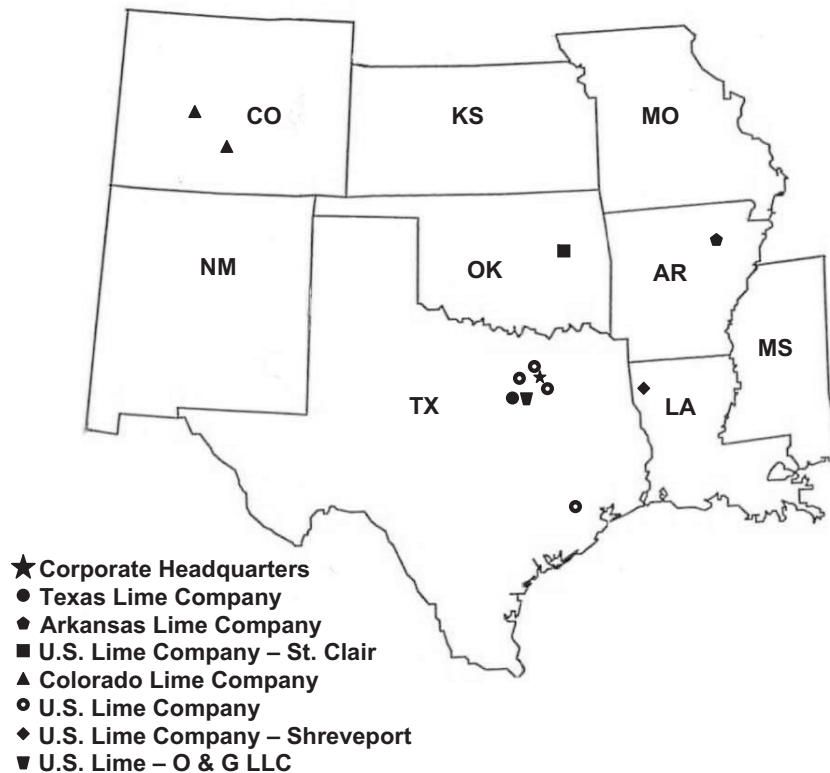 CO
KS
MO
NM
OK
AR
MS
TX
LA
Corporate Headquarters
Texas Lime Company
Arkansas Lime Company
U.S. Lime Company – St. Clair
Colorado Lime Company
U.S. Lime Company
U.S. Lime Company – Shreveport
U.S. Lime – O & G LLC